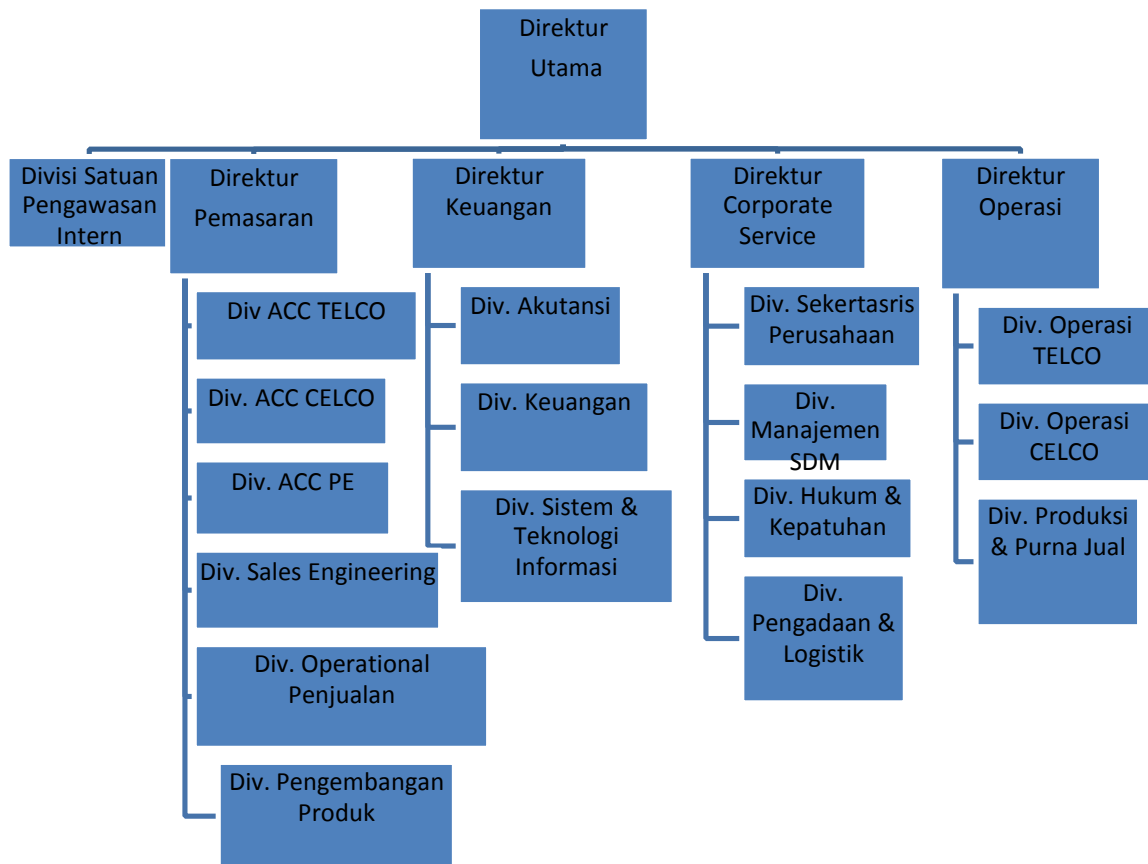 Direktur
Utama
Divisi Satuan
Pengawasan
Intern
Direktur
Pemasaran
Direktur
Keuangan
Direktur
Corporate
Service
Direktur
Operasi
Div ACC TELCO
Div. ACC CELCO
Div. ACC PE
Div. Sales Engineering
Div. Operational
Penjualan
Div. Pengembangan
Produk
Div. Akutansi
Div. Keuangan
Div. Sistem &
Teknologi
Informasi
Div. Sekertasris
Perusahaan
Div.
Manajemen
SDM
Div. Hukum &
Kepatuhan
Div.
Pengadaan &
Logistik
Div. Operasi
TELCO
Div. Operasi
CELCO
Div. Produksi
& Purna Jual